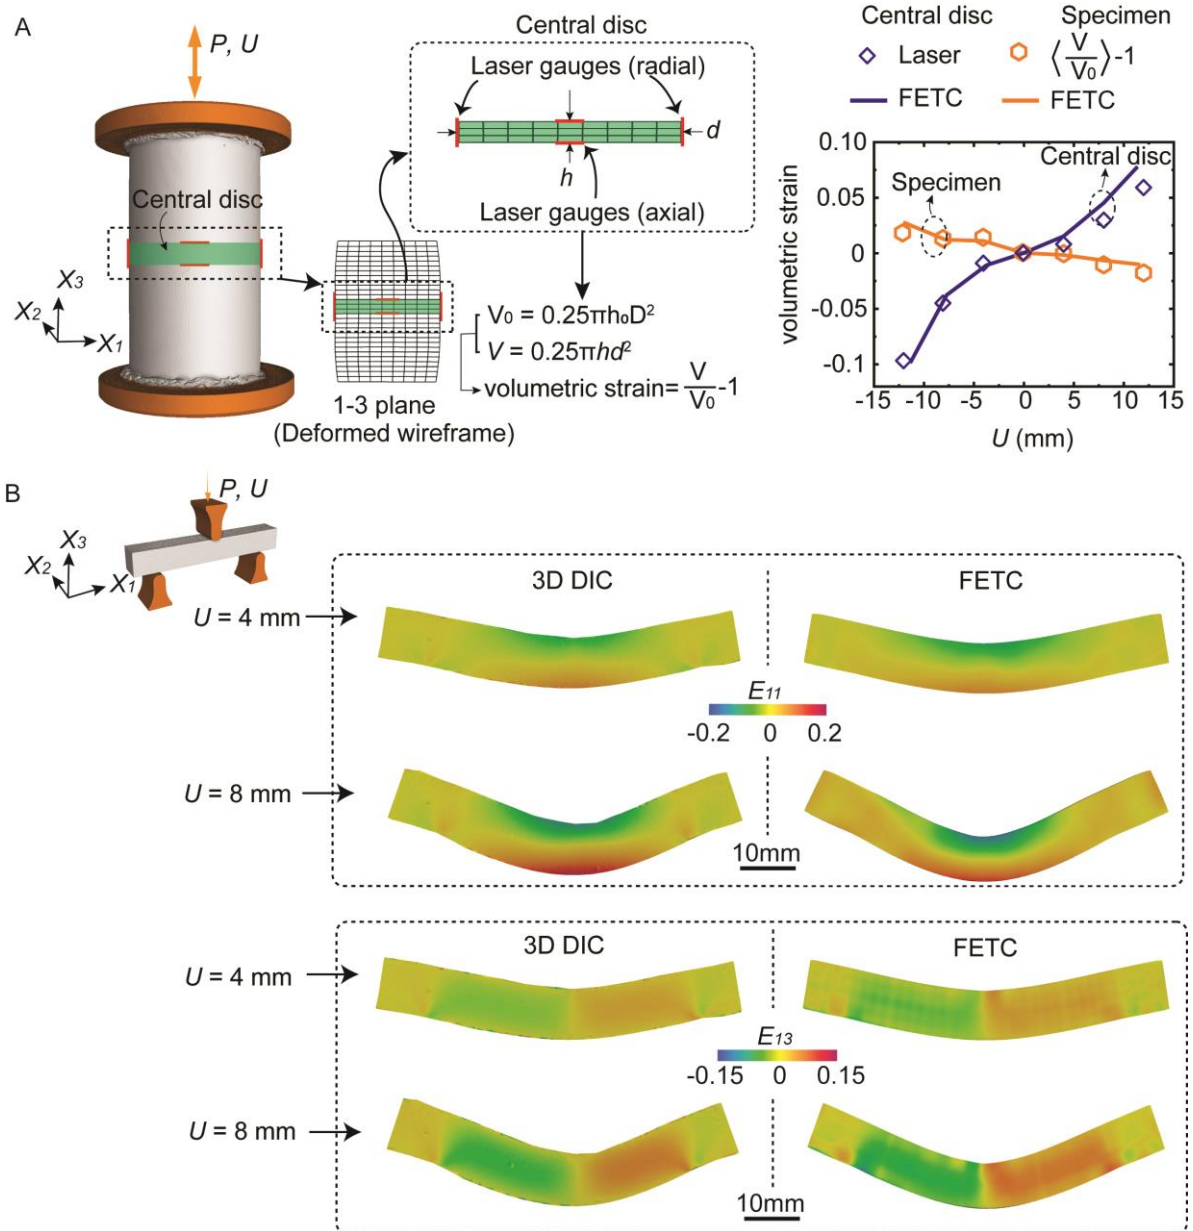 A
P, U
Central disc
X3
X2
X1
Central disc
Laser gauges (radial)
d
h
Laser gauges (axial)
V₀ = 0.25πh₀D²
V = 0.25πhd²
volumetric strain= V/V₀ -1
1-3 plane
(Deformed wireframe)
Central disc Specimen
Laser ⟨V/V₀⟩-1
FETC FETC
volumetric strain
0.10
0.05
0
-0.05
-0.1
Specimen
Central disc
-15 -10 -5 0 5 10 15
U (mm)
B
P, U
X3
X2
X1
3D DIC FETC
U = 4 mm
E11
-0.2 0 0.2
U = 8 mm
10mm
3D DIC FETC
U = 4 mm
E13
-0.15 0 0.15
U = 8 mm
10mm